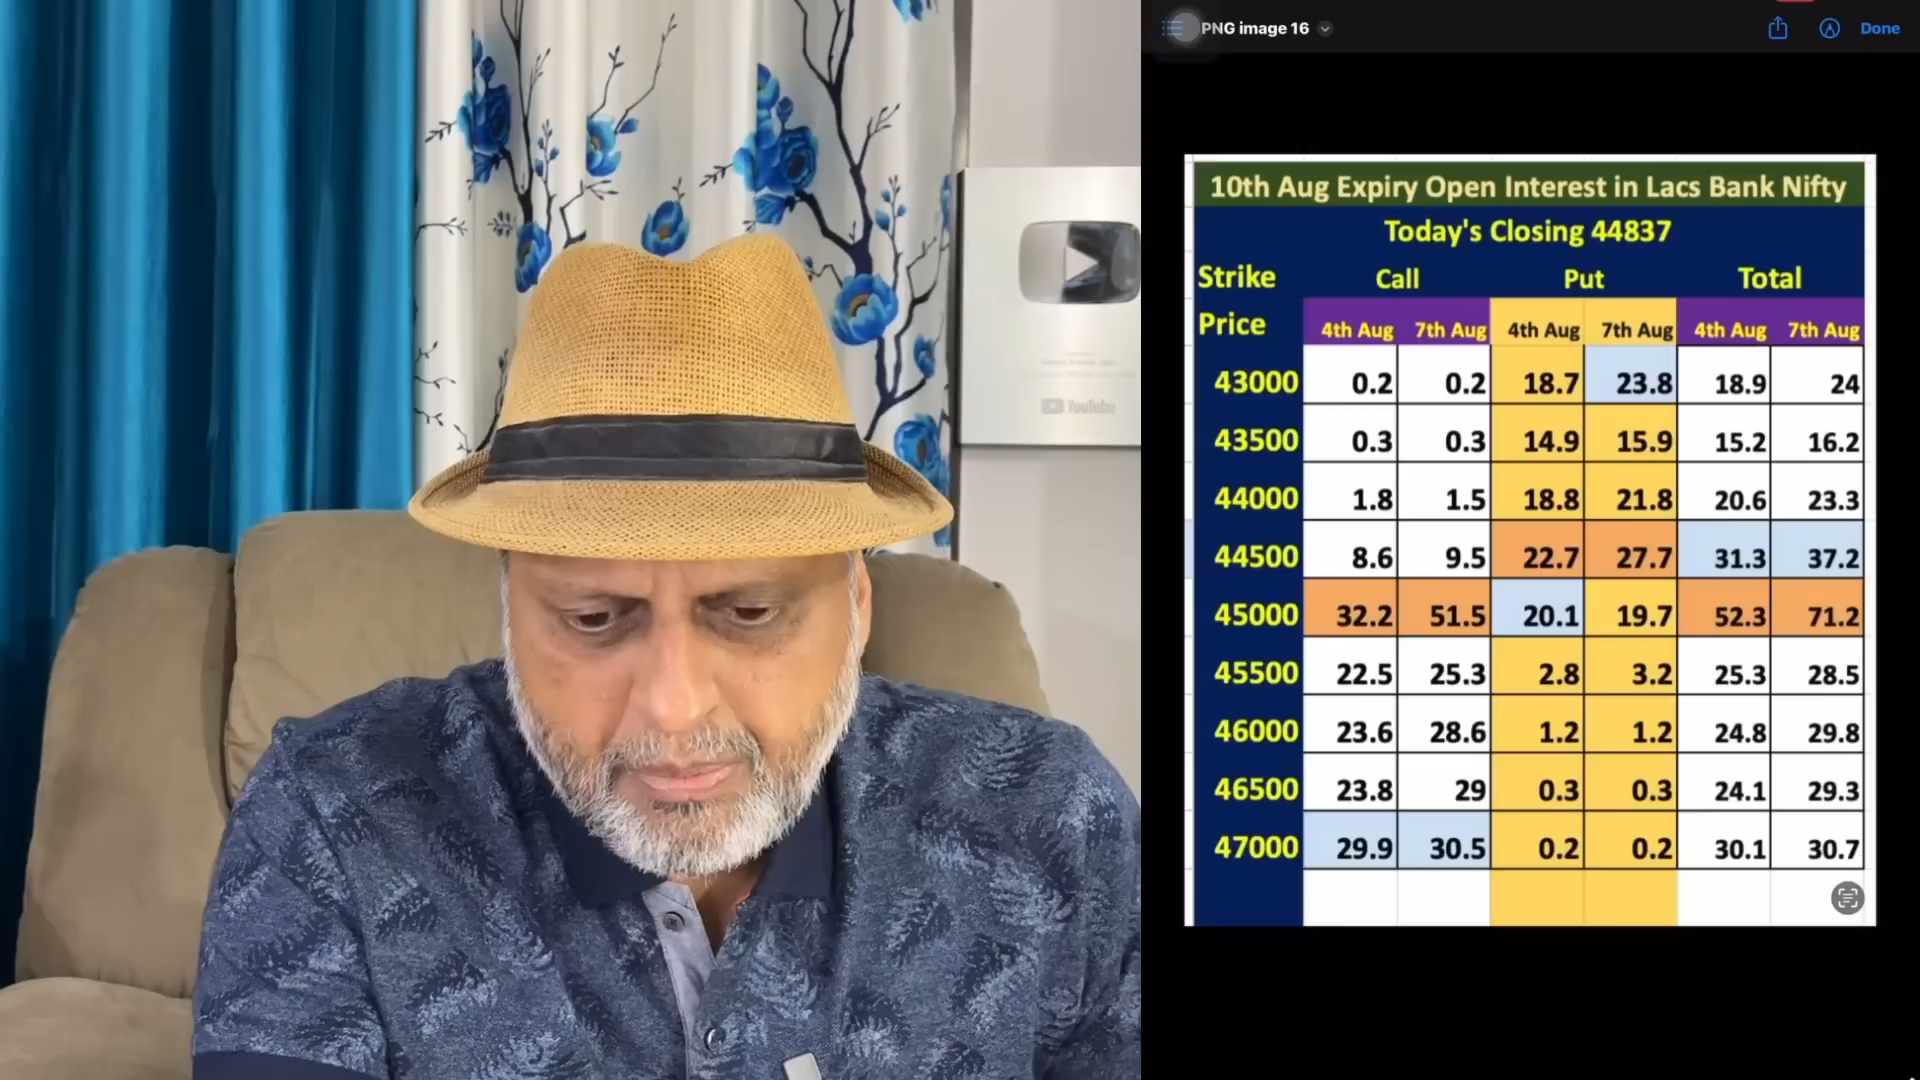 PNG image 16
Done
10th Aug Expiry Open Interest in Lacs Bank Nifty
Today's Closing 44837
Strike Price Call Put Total
4th Aug 7th Aug 4th Aug 7th Aug 4th Aug 7th Aug
43000 0.2 0.2 18.7 23.8 18.9 24
43500 0.3 0.3 14.9 15.9 15.2 16.2
44000 1.8 1.5 18.8 21.8 20.6 23.3
44500 8.6 9.5 22.7 27.7 31.3 37.2
45000 32.2 51.5 20.1 19.7 52.3 71.2
45500 22.5 25.3 2.8 3.2 25.3 28.5
46000 23.6 28.6 1.2 1.2 24.8 29.8
46500 23.8 29 0.3 0.3 24.1 29.3
47000 29.9 30.5 0.2 0.2 30.1 30.7
YouTube